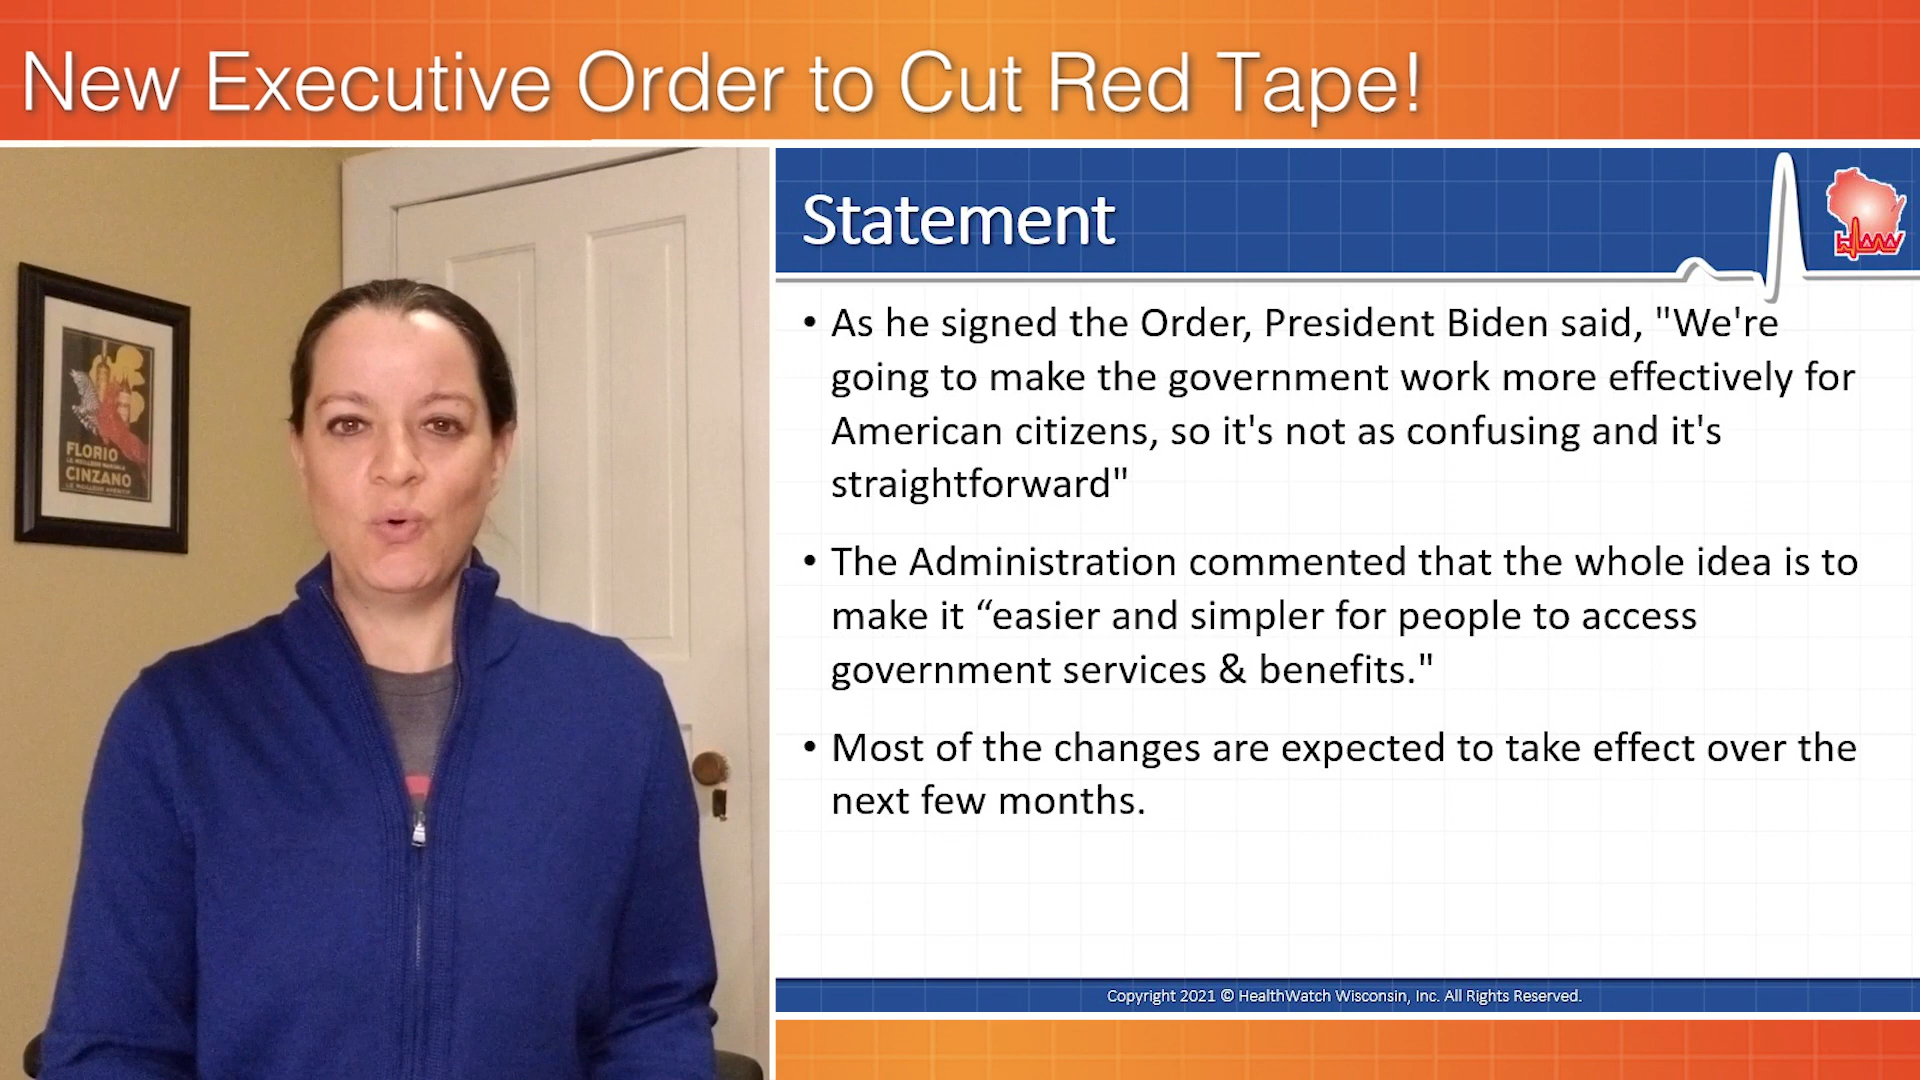 New Executive Order to Cut Red Tape!
FLORIO
CINZANO
Statement
• As he signed the Order, President Biden said, "We're
going to make the government work more effectively for
American citizens, so it's not as confusing and it's
straightforward"
• The Administration commented that the whole idea is to
make it “easier and simpler for people to access
government services & benefits."
• Most of the changes are expected to take effect over the
next few months.
Copyright 2021 © HealthWatch Wisconsin, Inc. All Rights Reserved.